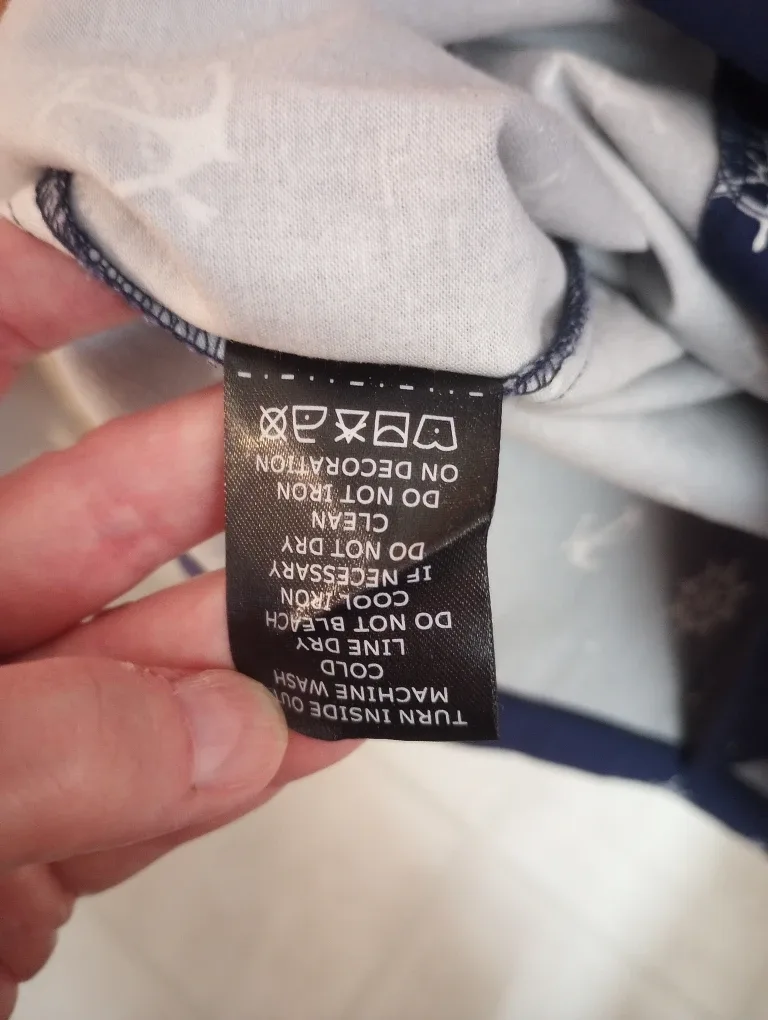 TURN INSIDE OUT
MACHINE WASH
COLD
LINE DRY
DO NOT BLEACH
COOL IRON
IF NECESSARY
DO NOT DRY
CLEAN
DO NOT IRON
ON DECORATION